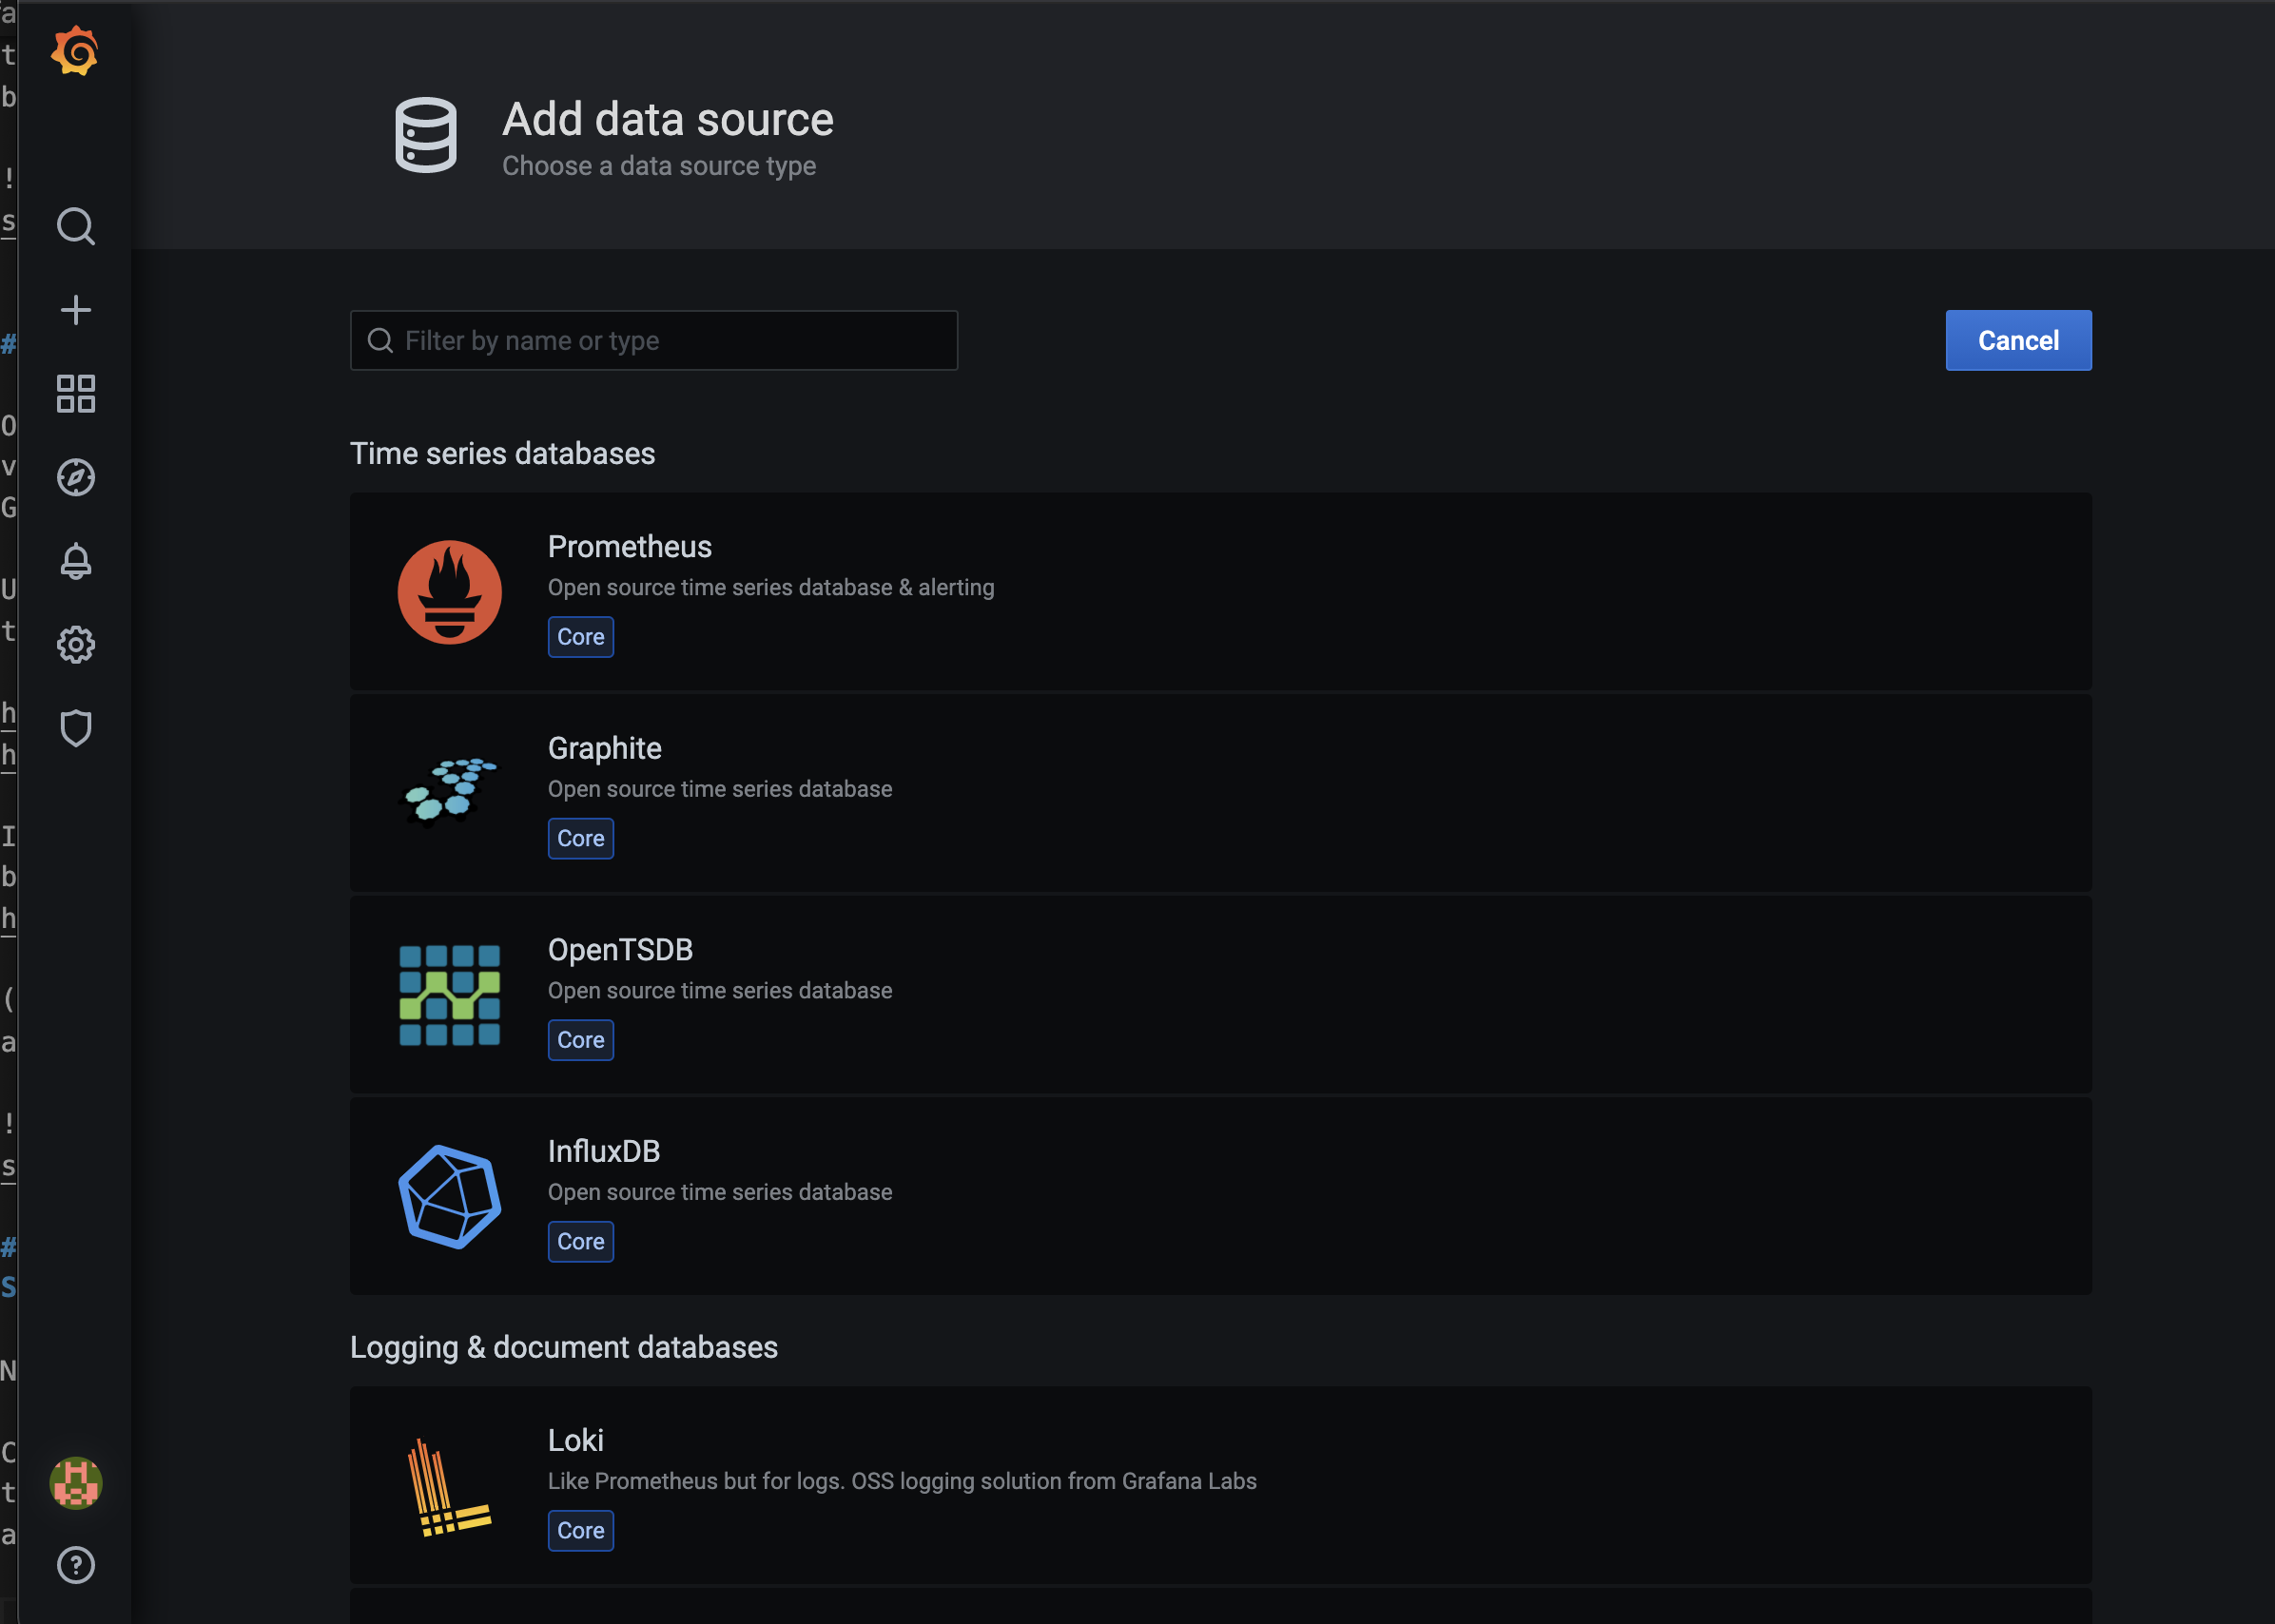 Add data source
Choose a data source type
Filter by name or type
Cancel
Time series databases
Prometheus
Open source time series database & alerting
Core
Graphite
Open source time series database
Core
OpenTSDB
Open source time series database
Core
InfluxDB
Open source time series database
Core
Logging & document databases
Loki
Like Prometheus but for logs. OSS logging solution from Grafana Labs
Core